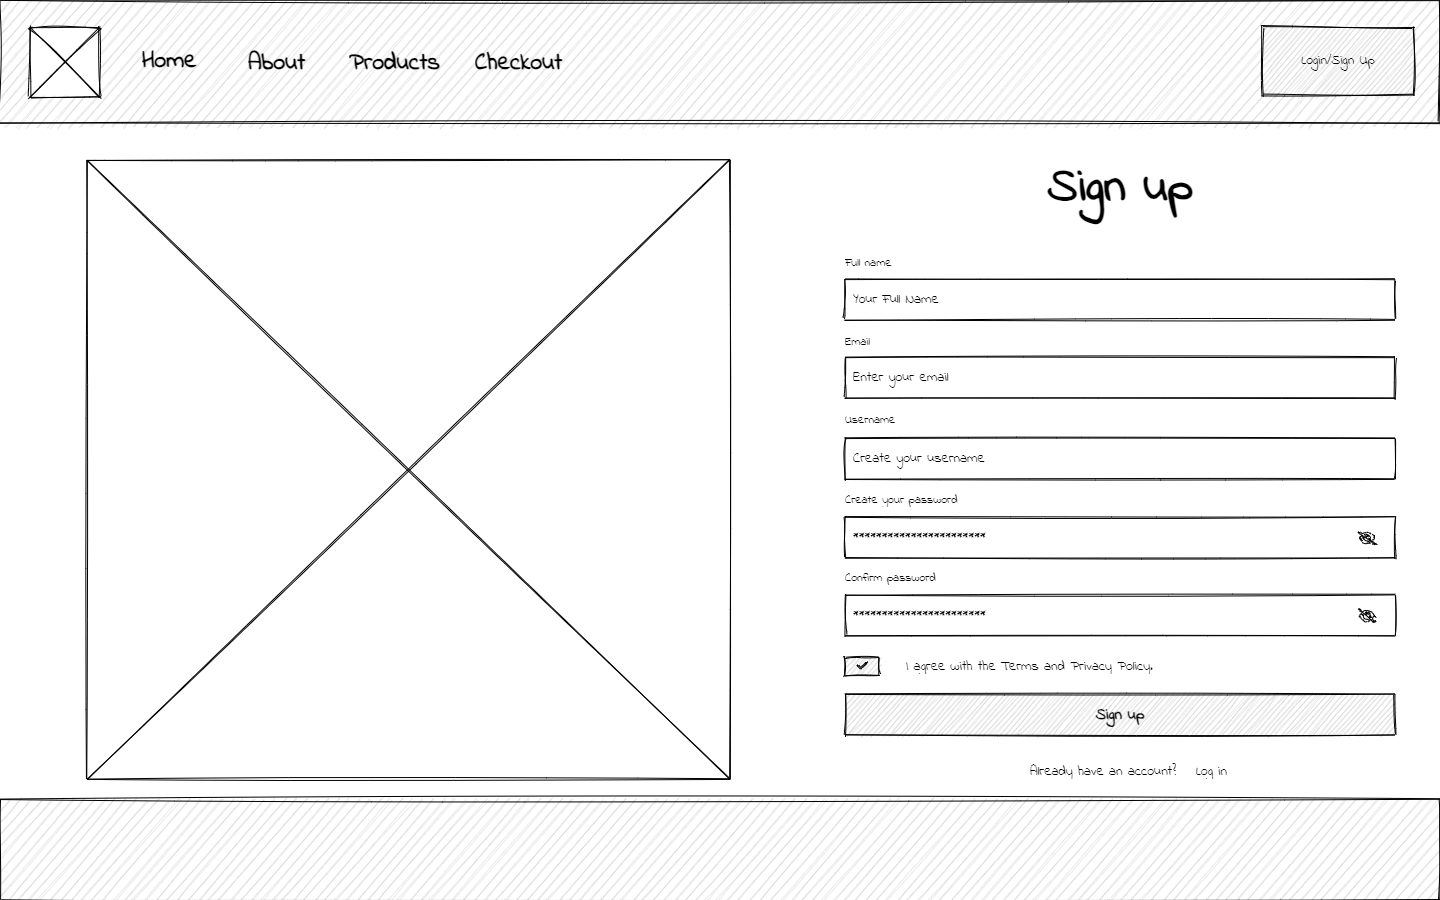 Home About Products Checkout Login/Sign Up
Sign up
Full name
Your Full Name
Email
Enter your email
Username
Create your username
Create your password
************************
Confirm password
************************
I agree with the Terms and Privacy Policy.
Sign up
Already have an account? Log in